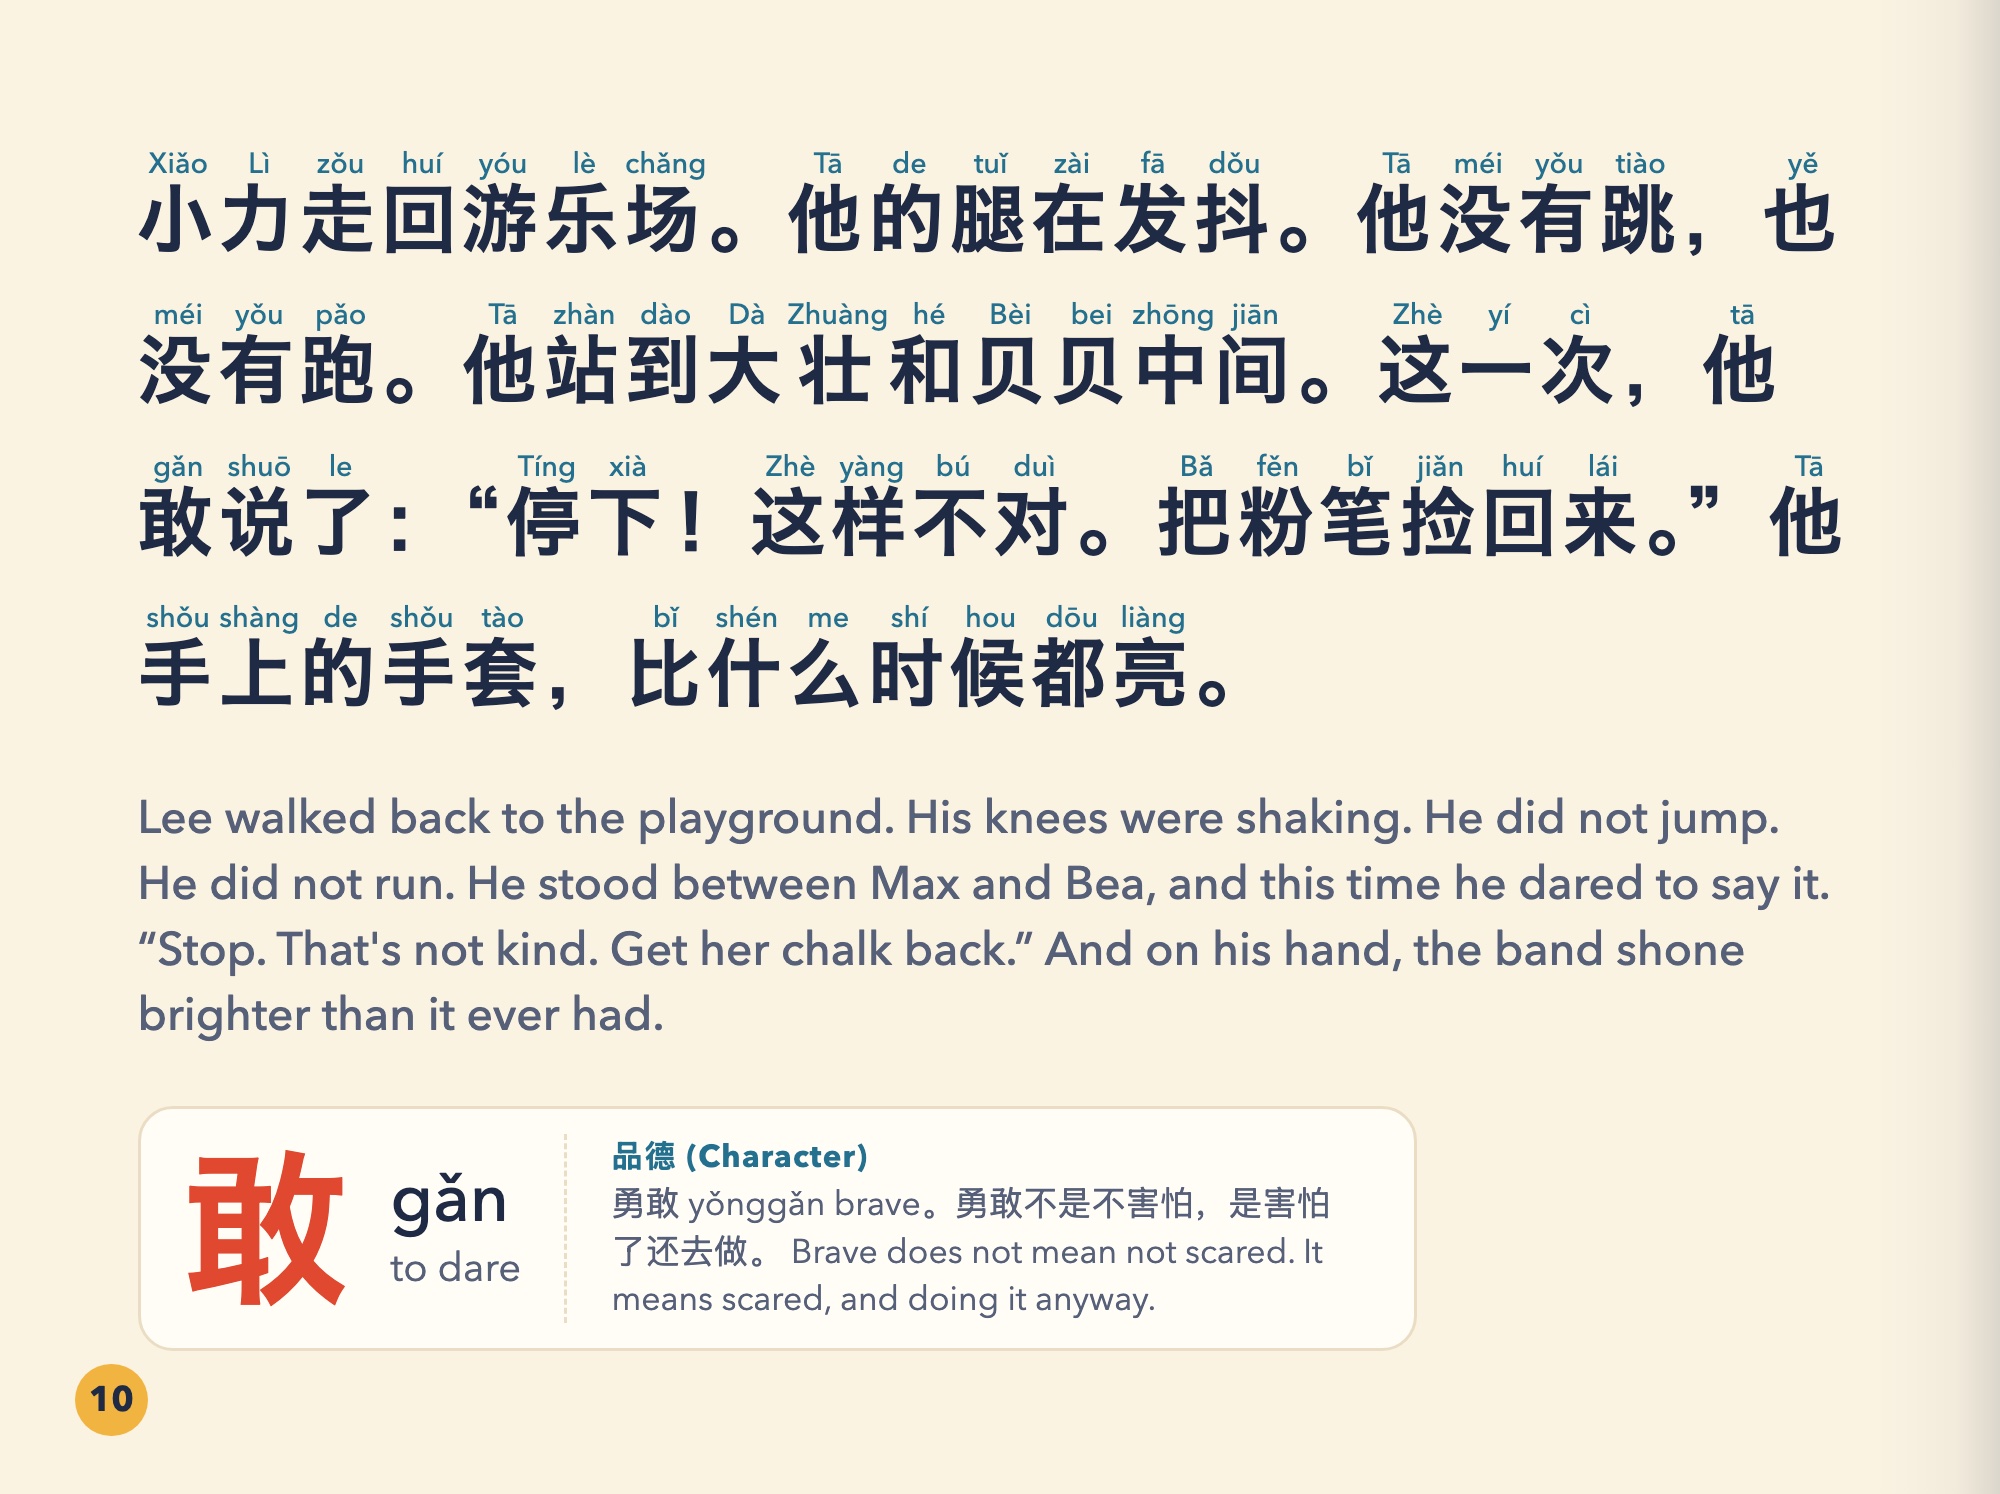 Xiǎo Lì zǒu huí yóu lè chǎng Tā de tuǐ zài fā dǒu Tā méi yǒu tiào yě
小力走回游乐场。他的腿在发抖。他没有跳，也
méi yǒu pǎo Tā zhàn dào Dà Zhuàng hé Bèi bei zhōng jiān Zhè yí cì tā
没有跑。他站到大壮和贝贝中间。这一次，他
gǎn shuō le Tíng xià Zhè yàng bú duì Bǎ fěn bǐ jiǎn huí lái Tā
敢说了：“停下！这样不对。把粉笔捡回来。”他
shǒu shàng de shǒu tào bǐ shén me shí hou dōu liàng
手上的手套，比什么时候都亮。
Lee walked back to the playground. His knees were shaking. He did not jump.
He did not run. He stood between Max and Bea, and this time he dared to say it.
“Stop. That's not kind. Get her chalk back.” And on his hand, the band shone
brighter than it ever had.
敢
gǎn
to dare
品德 (Character)
勇敢 yǒnggǎn brave。勇敢不是不害怕，是害怕
了还去做。 Brave does not mean not scared. It
means scared, and doing it anyway.
10